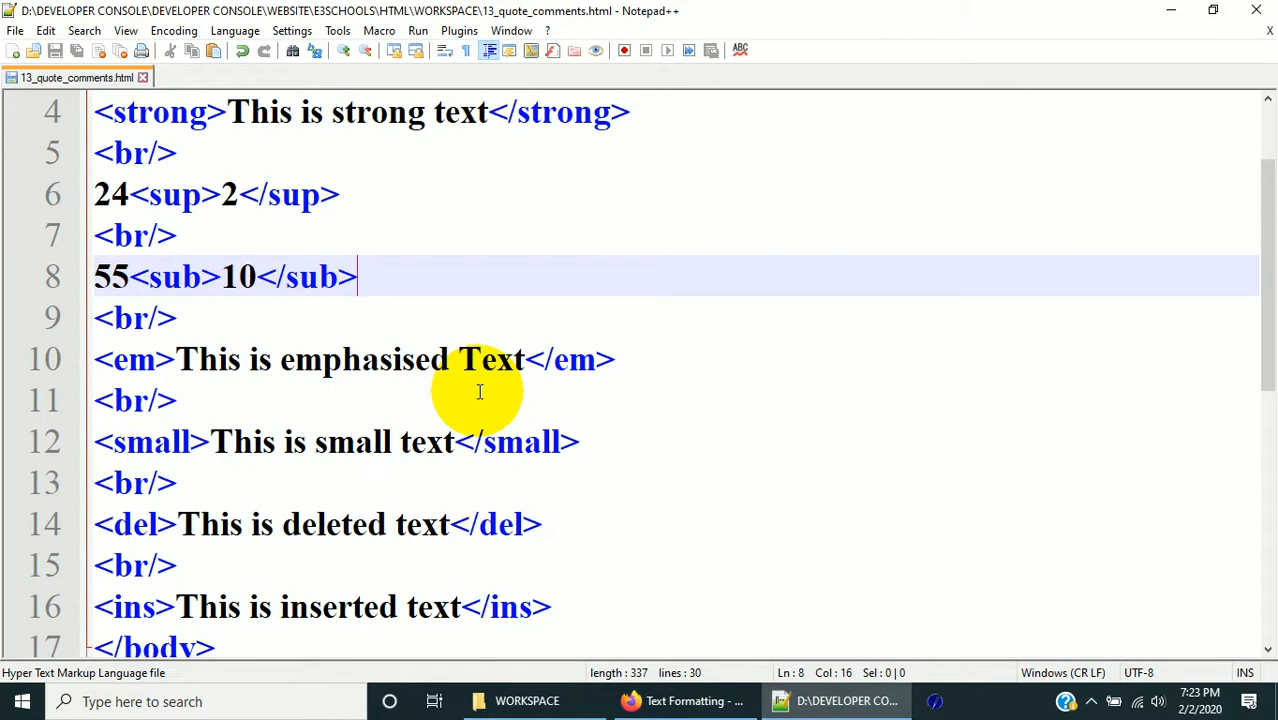 D:\DEVELOPER CONSOLE\DEVELOPER CONSOLE\WEBSITE\E3SCHOOLS\HTML\WORKSPACE\13_quote_comments.html - Notepad++
File Edit Search View Encoding Language Settings Tools Macro Run Plugins Window ? X
13_quote_comments.html
4 <strong>This is strong text</strong>
5 <br/>
6 24<sup>2</sup>
7 <br/>
8 55<sub>10</sub>
9 <br/>
10 <em>This is emphasised Text</em>
11 <br/>
12 <small>This is small text</small>
13 <br/>
14 <del>This is deleted text</del>
15 <br/>
16 <ins>This is inserted text</ins>
17 </body>
Hyper Text Markup Language file length : 337 lines : 30 Ln : 8 Col : 16 Sel : 0 | 0 Windows (CR LF) UTF-8 INS
Type here to search WORKSPACE Text Formatting - ... D:\DEVELOPER CO... 7:23 PM
2/2/2020